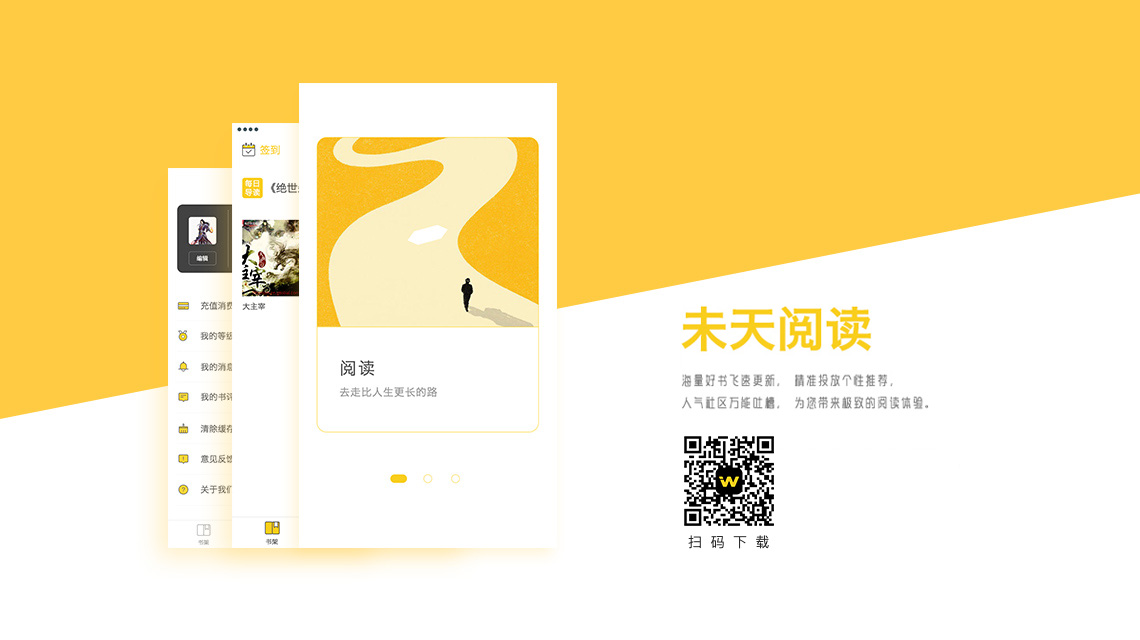 签到
每日
导读
《绝世
大主宰
编辑
充值消费
我的等级
我的消息
我的书评
清除缓存
意见反馈
关于我们
书架
书架
阅读
去走比人生更长的路
未天阅读
海量好书飞速更新， 精准投放个性推荐，
人气社区万能吐槽， 为您带来极致的阅读体验。
W
扫码下载